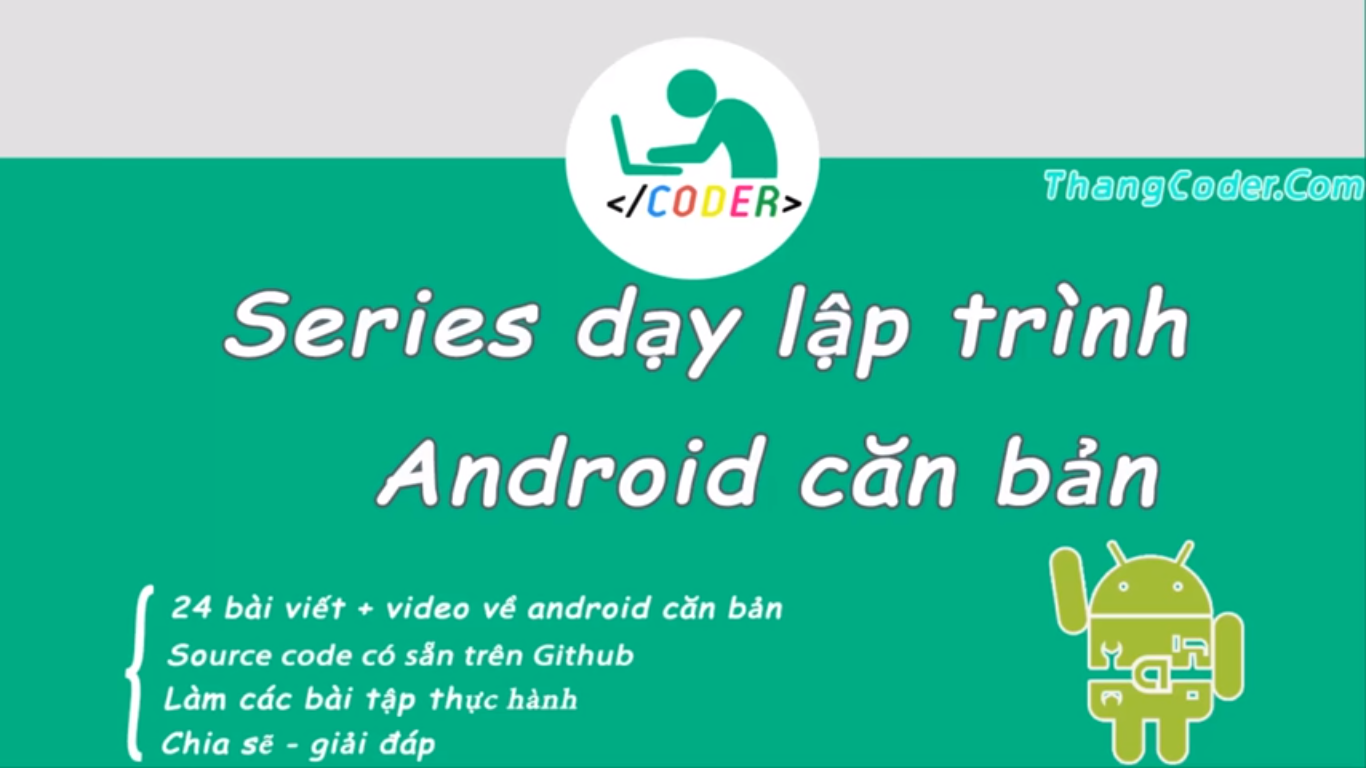 </CODER>
ThangCoder.Com
Series dạy lập trình
Android căn bản
24 bài viết + video về android căn bản
Source code có sẵn trên Github
Làm các bài tập thực hành
Chia sẽ - giải đáp